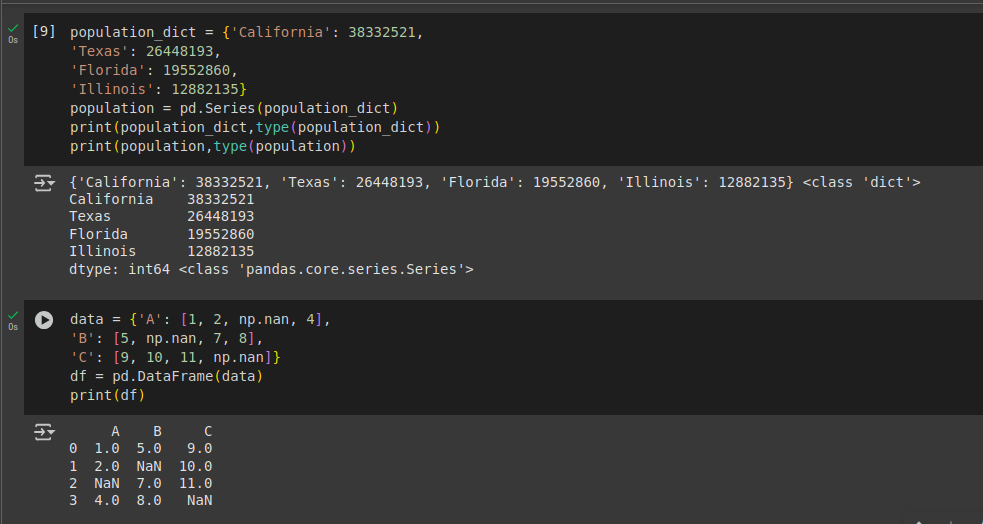 [9] population_dict = {'California': 38332521,
'Texas': 26448193,
'Florida': 19552860,
'Illinois': 12882135}
population = pd.Series(population_dict)
print(population_dict,type(population_dict))
print(population,type(population))
0s
{'California': 38332521, 'Texas': 26448193, 'Florida': 19552860, 'Illinois': 12882135} <class 'dict'>
California    38332521
Texas         26448193
Florida       19552860
Illinois      12882135
dtype: int64 <class 'pandas.core.series.Series'>
0s
data = {'A': [1, 2, np.nan, 4],
'B': [5, np.nan, 7, 8],
'C': [9, 10, 11, np.nan]}
df = pd.DataFrame(data)
print(df)
     A    B     C
0  1.0  5.0   9.0
1  2.0  NaN  10.0
2  NaN  7.0  11.0
3  4.0  8.0   NaN